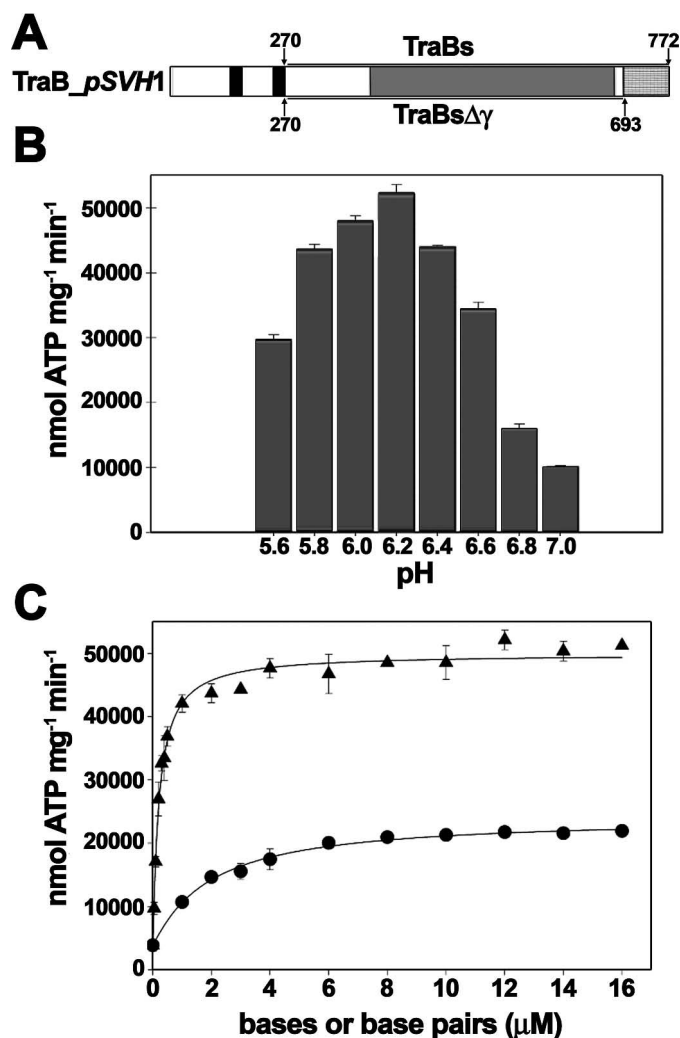 A
270
TraBs
772
TraB_pSVH1
270
TraBsΔγ
693
B
nmol ATP mg⁻¹ min⁻¹
50000
40000
30000
20000
10000
0
5.6 5.8 6.0 6.2 6.4 6.6 6.8 7.0
pH
C
nmol ATP mg⁻¹ min⁻¹
50000
40000
30000
20000
10000
0
0 2 4 6 8 10 12 14 16
bases or base pairs (µM)